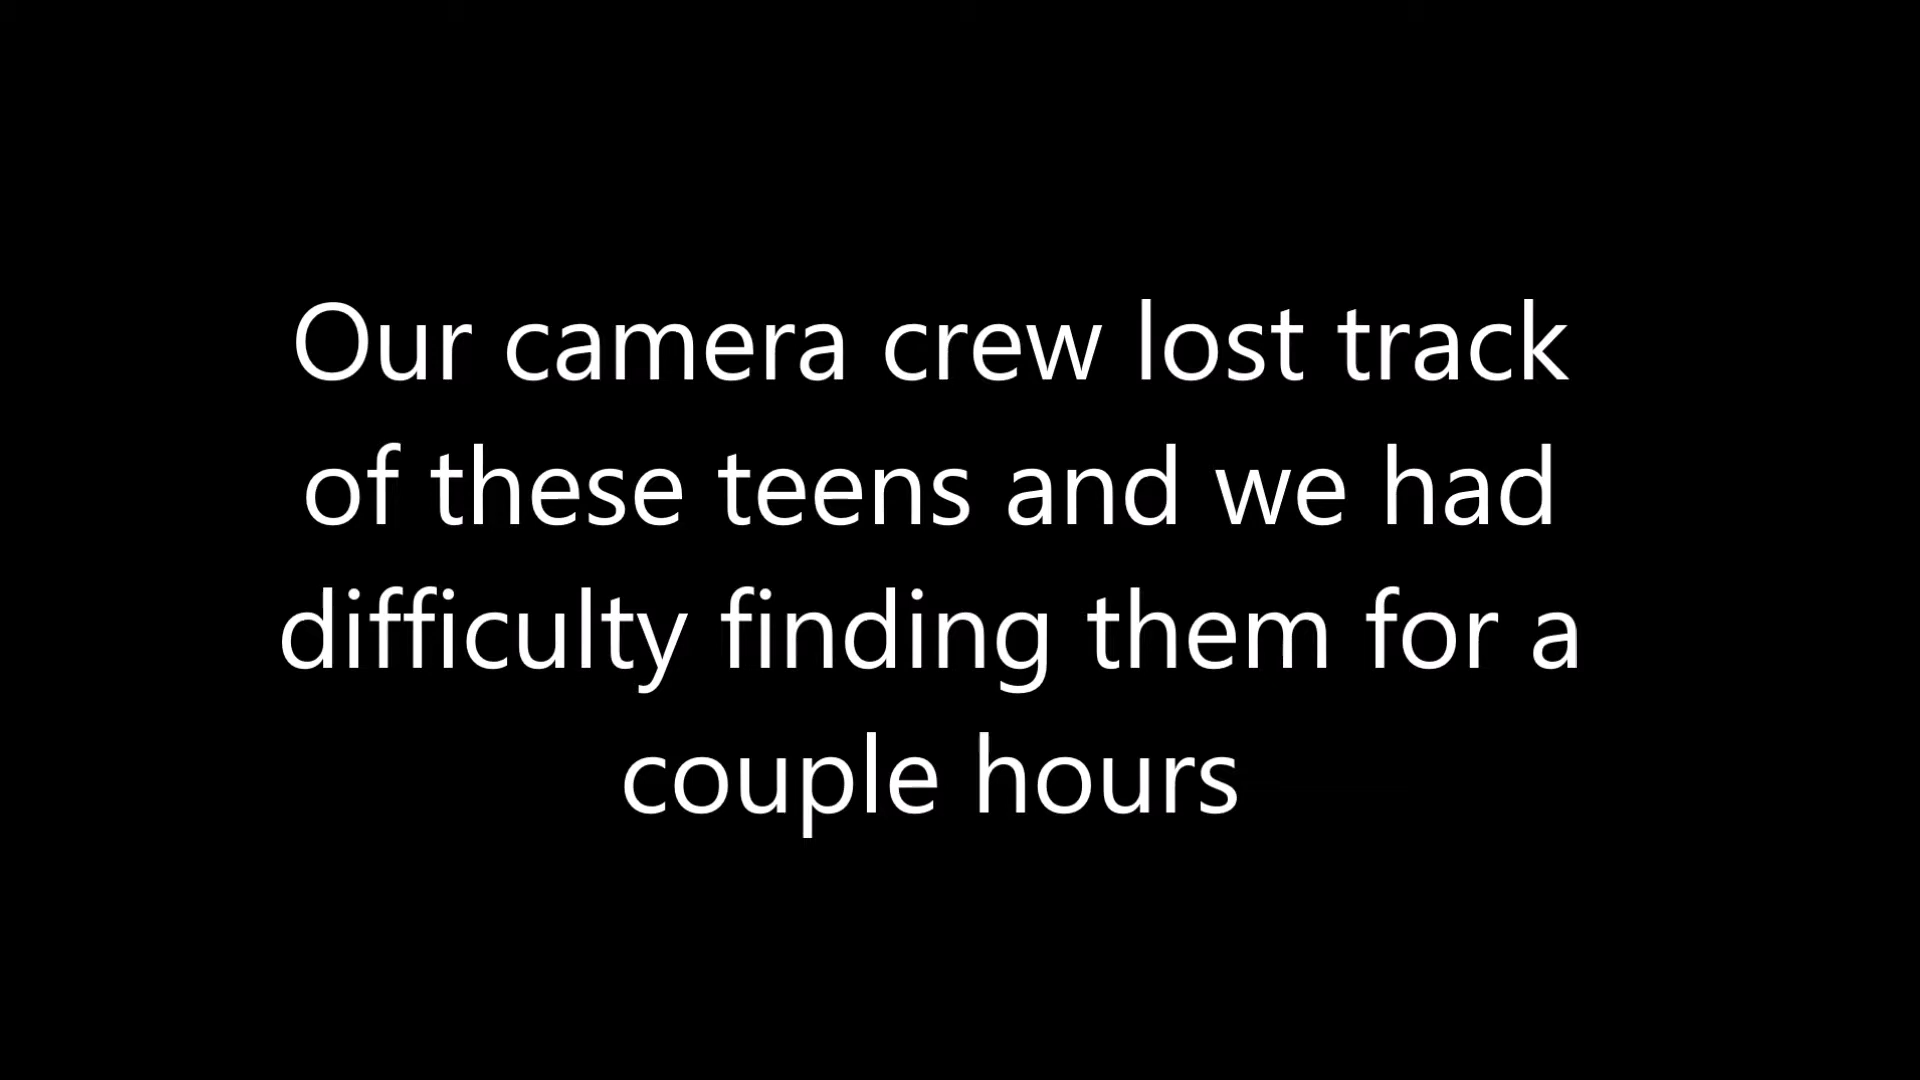 Our camera crew lost track
of these teens and we had
difficulty finding them for a
couple hours